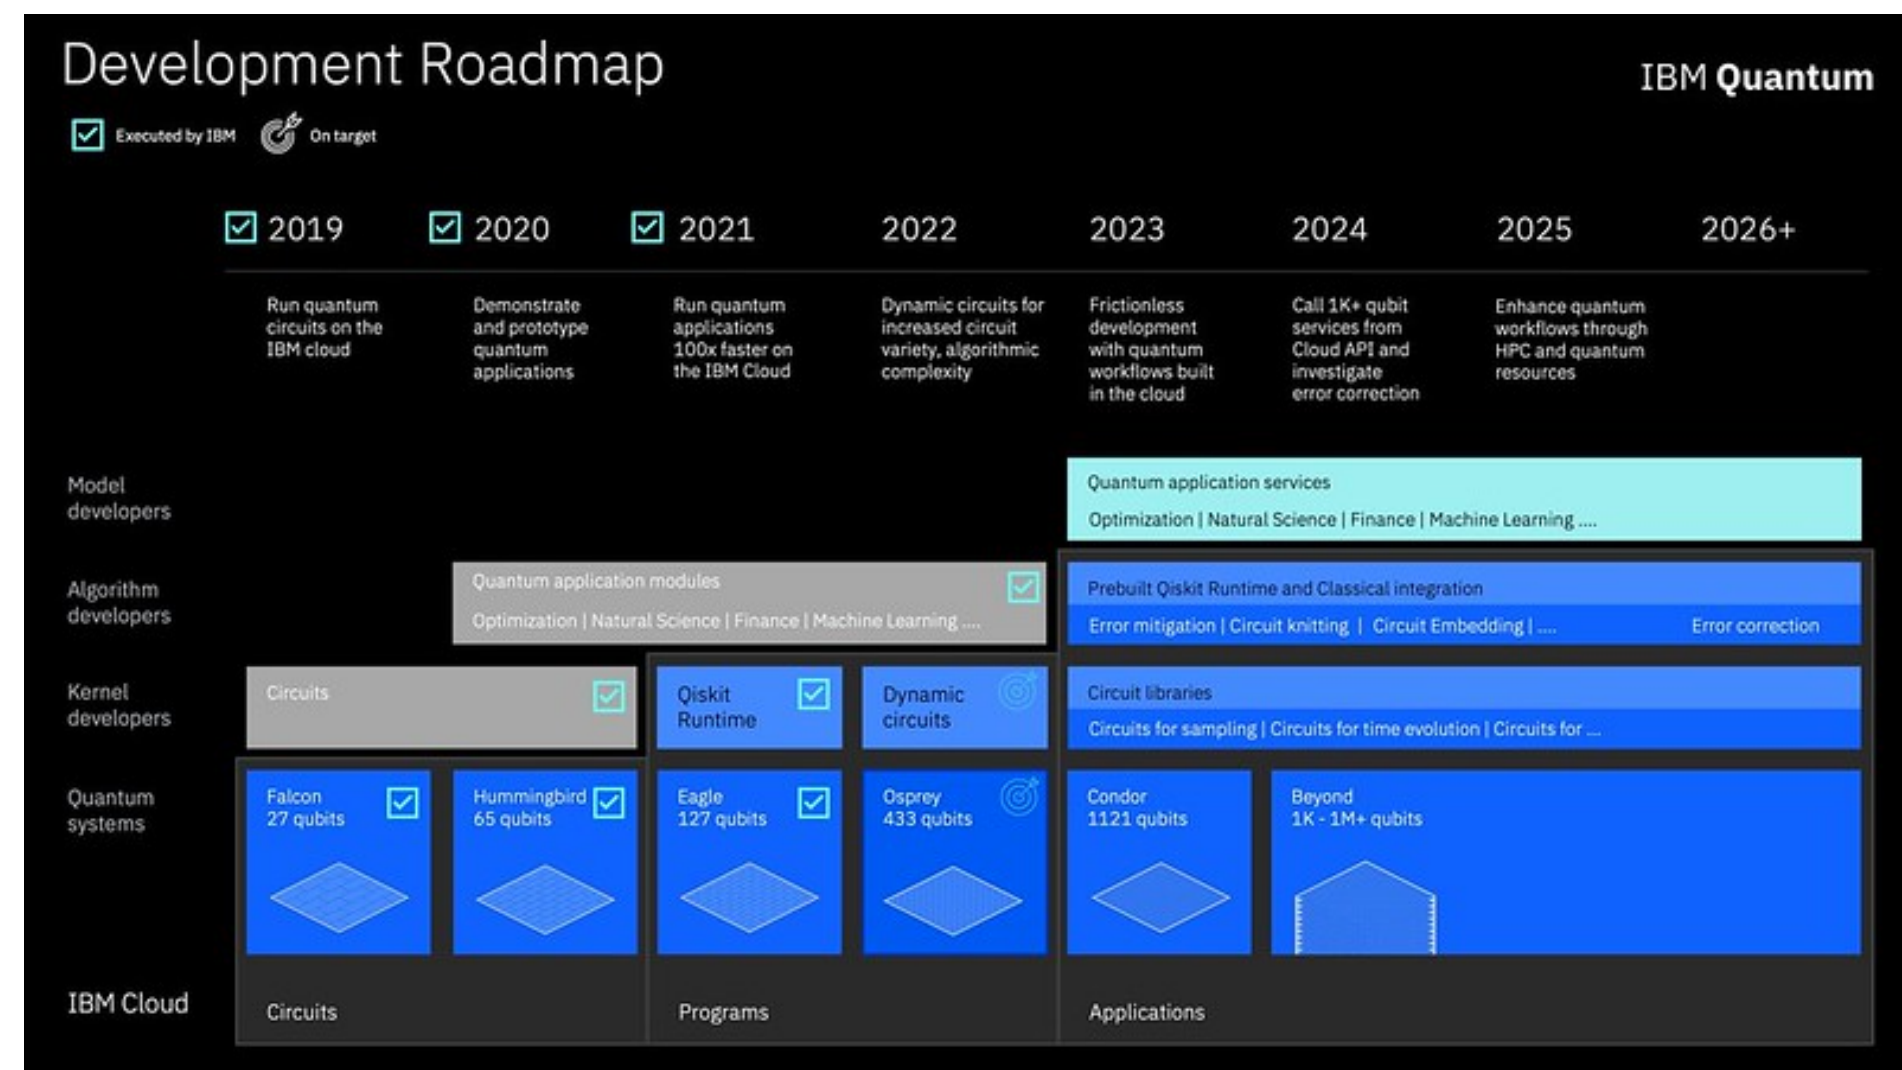 Development Roadmap
IBM Quantum
Executed by IBM
On target
2019
2020
2021
2022
2023
2024
2025
2026+
Run quantum
circuits on the
IBM cloud
Demonstrate
and prototype
quantum
applications
Run quantum
applications
100x faster on
the IBM Cloud
Dynamic circuits for
increased circuit
variety, algorithmic
complexity
Frictionless
development
with quantum
workflows built
in the cloud
Call 1K+ qubit
services from
Cloud API and
investigate
error correction
Enhance quantum
workflows through
HPC and quantum
resources
Model
developers
Quantum application services
Optimization | Natural Science | Finance | Machine Learning ....
Algorithm
developers
Quantum application modules
Optimization | Natural Science | Finance | Machine Learning ....
Prebuilt Qiskit Runtime and Classical integration
Error mitigation | Circuit knitting | Circuit Embedding | ....
Error correction
Kernel
developers
Circuits
Qiskit
Runtime
Dynamic
circuits
Circuit libraries
Circuits for sampling | Circuits for time evolution | Circuits for ...
Quantum
systems
Falcon
27 qubits
Hummingbird
65 qubits
Eagle
127 qubits
Osprey
433 qubits
Condor
1121 qubits
Beyond
1K - 1M+ qubits
IBM Cloud
Circuits
Programs
Applications